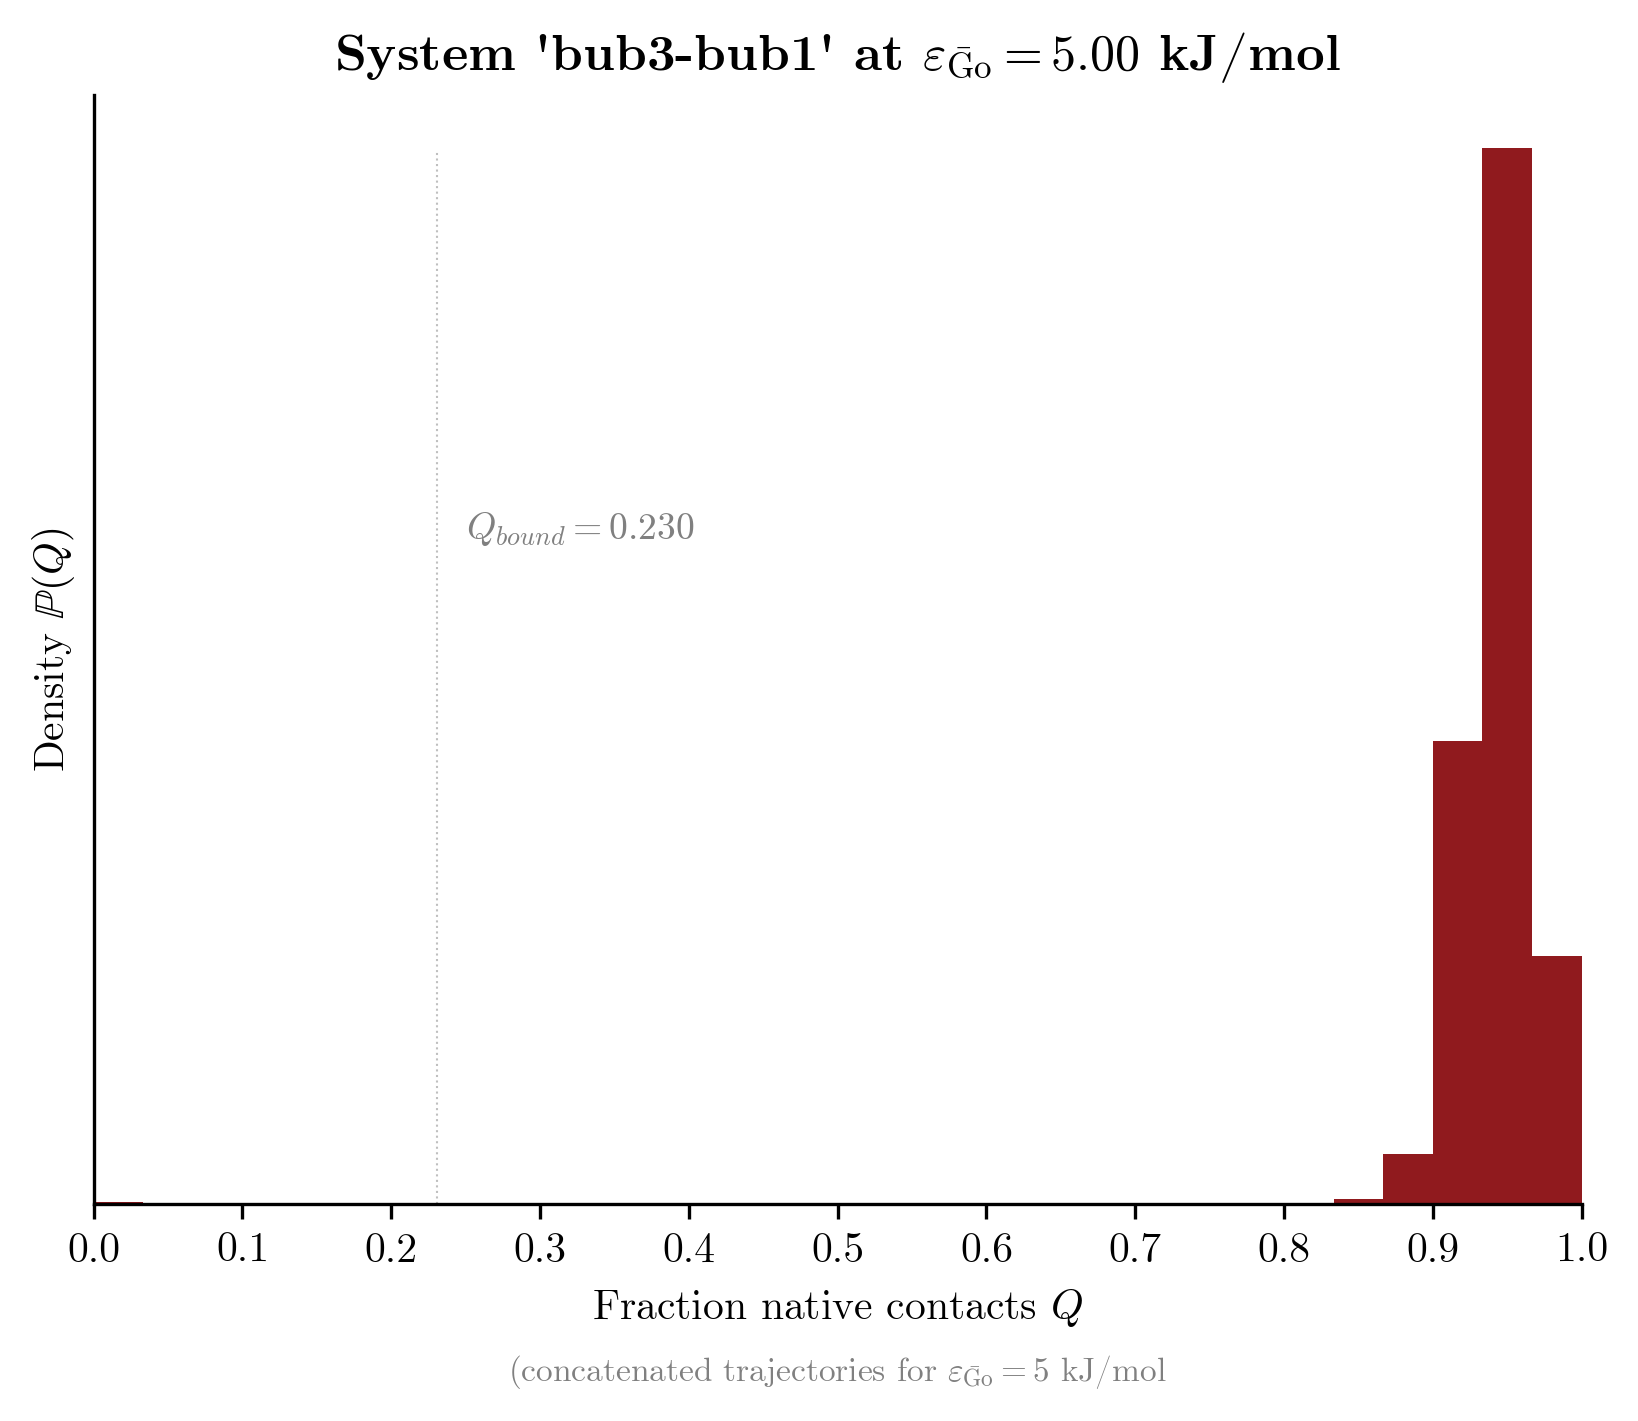 System 'bub3-bub1' at ε_Ḡo = 5.00 kJ/mol
Density ℙ(Q)
Q_bound = 0.230
0.0 0.1 0.2 0.3 0.4 0.5 0.6 0.7 0.8 0.9 1.0
Fraction native contacts Q
(concatenated trajectories for ε_Ḡo = 5 kJ/mol